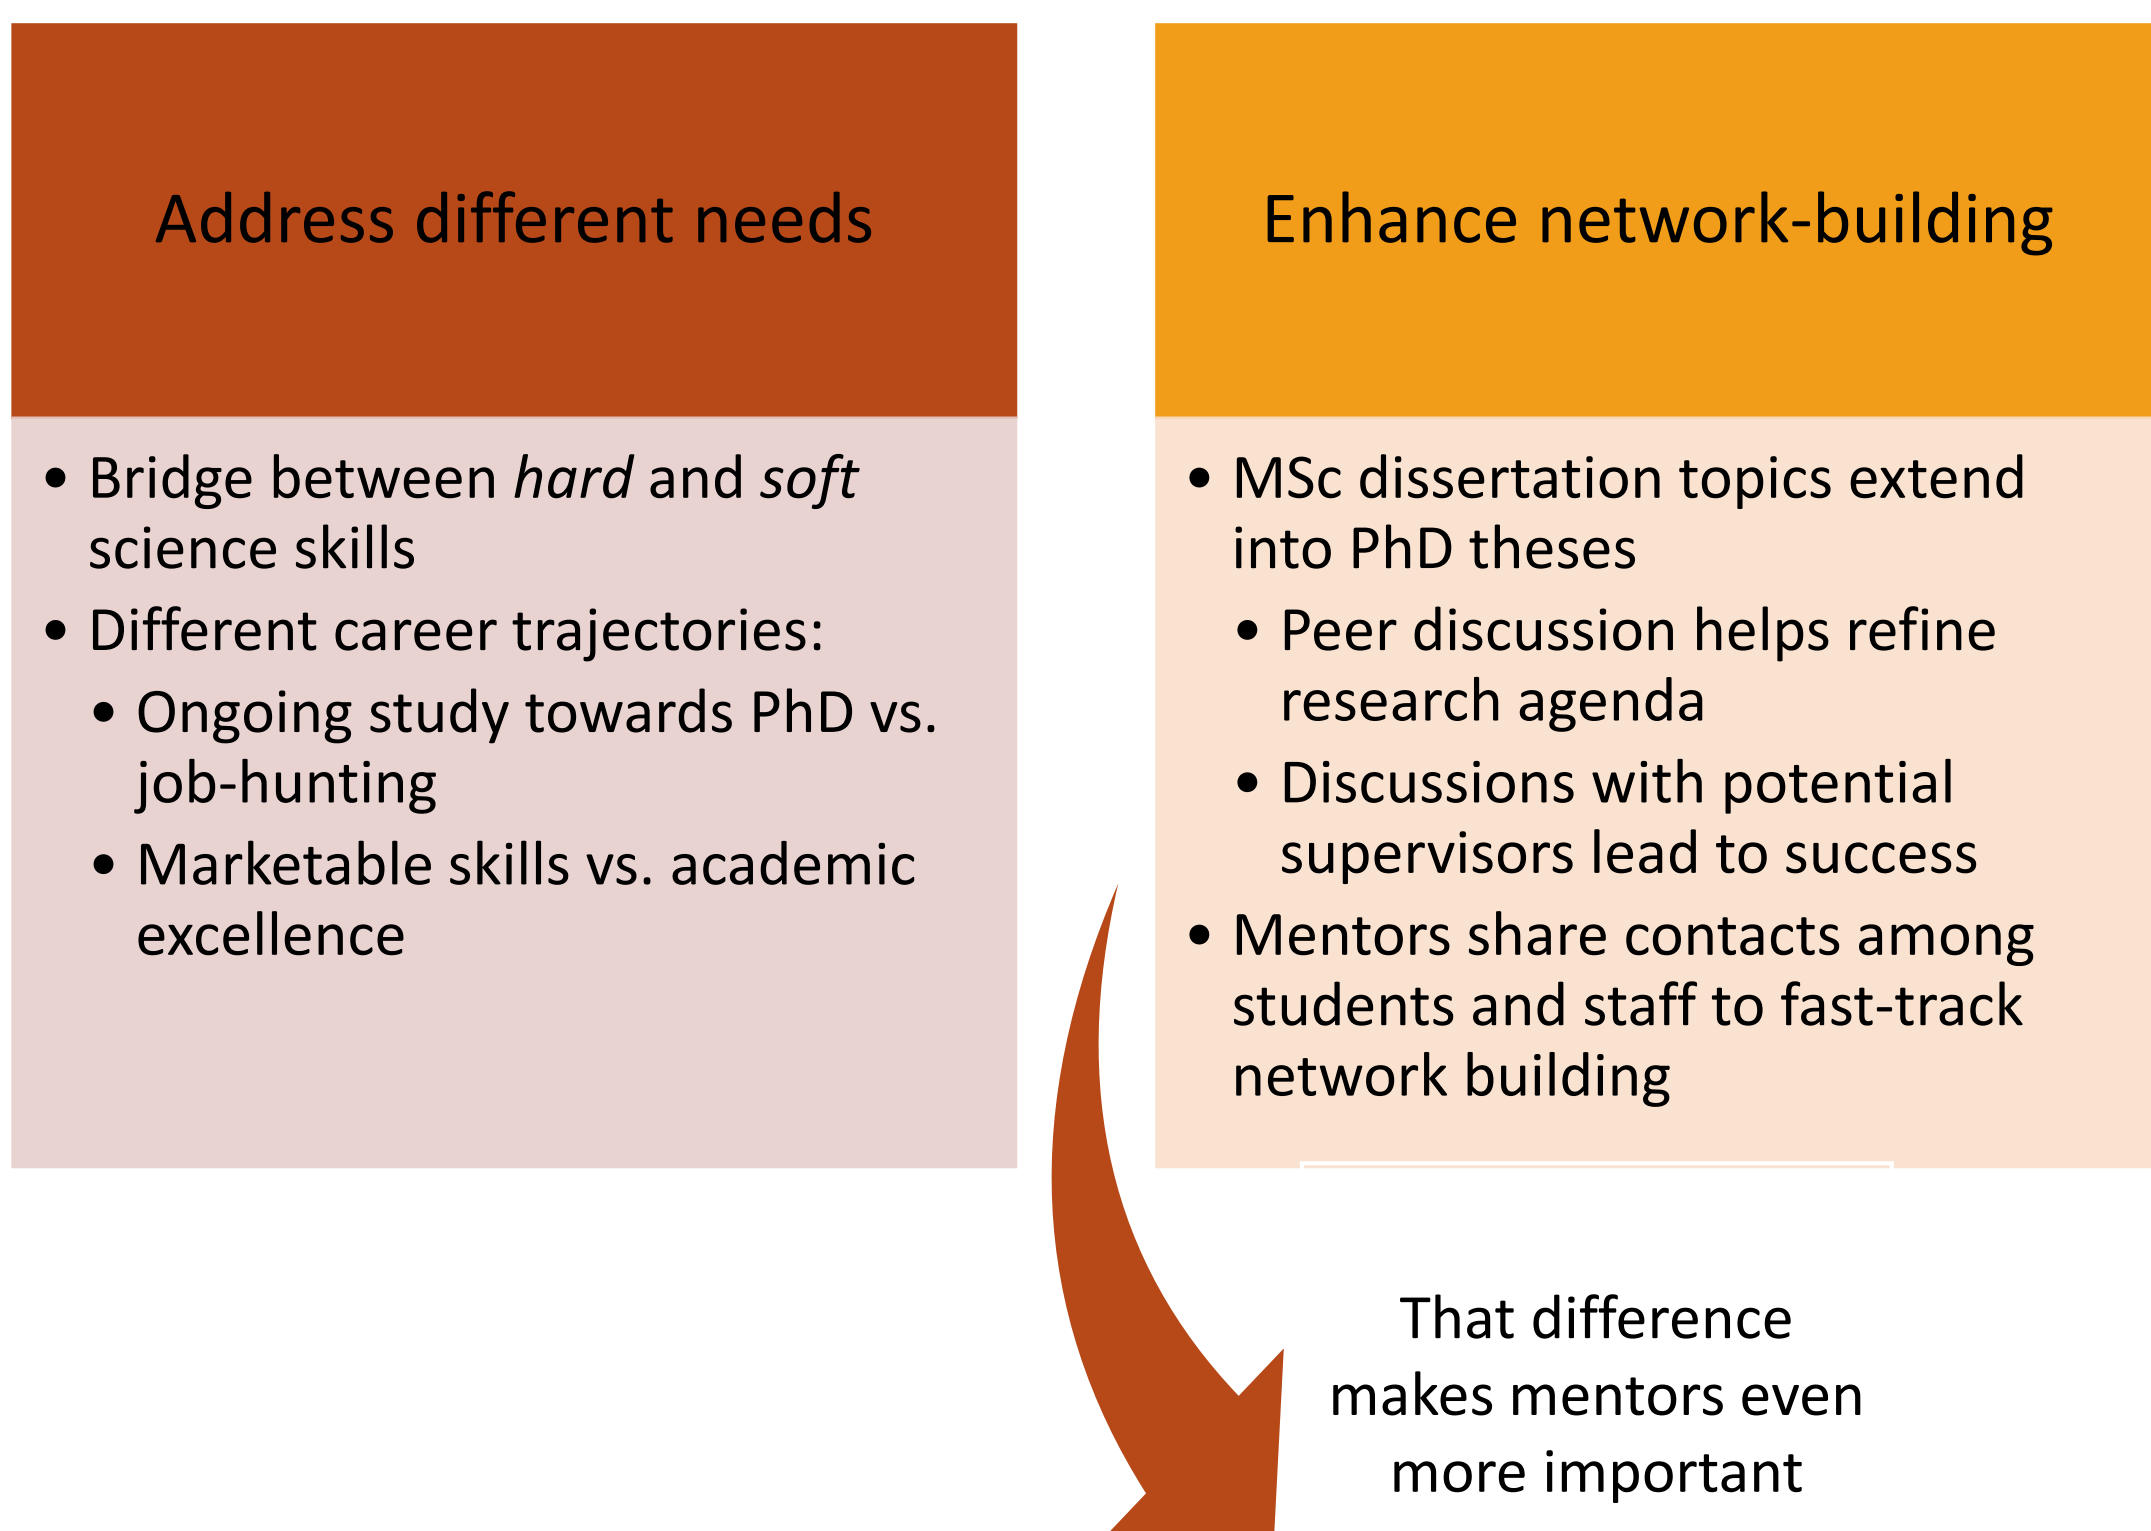 Address different needs
• Bridge between hard and soft
science skills
• Different career trajectories:
• Ongoing study towards PhD vs.
job-hunting
• Marketable skills vs. academic
excellence
Enhance network-building
• MSc dissertation topics extend
into PhD theses
• Peer discussion helps refine
research agenda
• Discussions with potential
supervisors lead to success
• Mentors share contacts among
students and staff to fast-track
network building
That difference
makes mentors even
more important